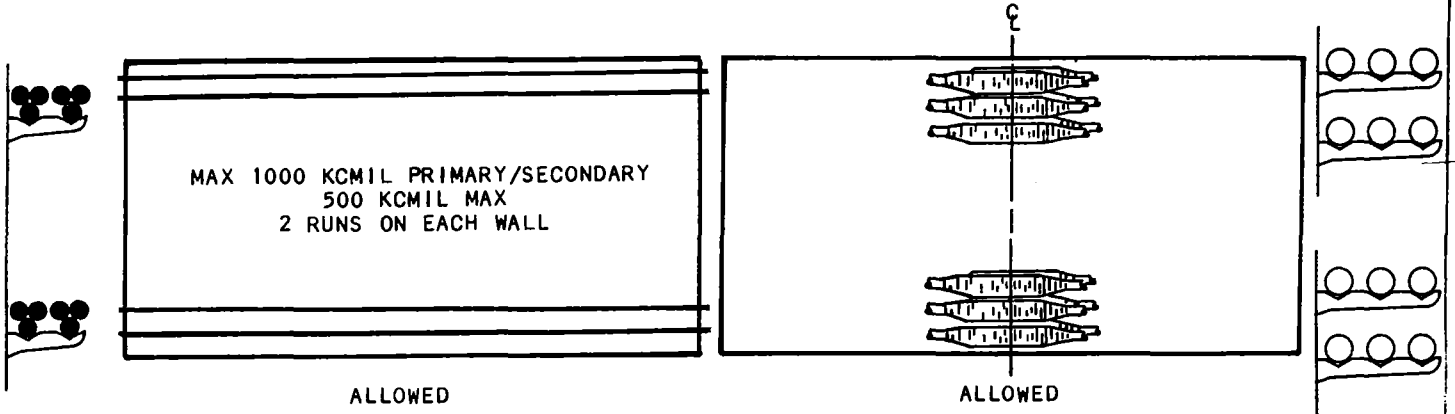 ℄
MAX 1000 KCMIL PRIMARY/SECONDARY
500 KCMIL MAX
2 RUNS ON EACH WALL
ALLOWED
ALLOWED